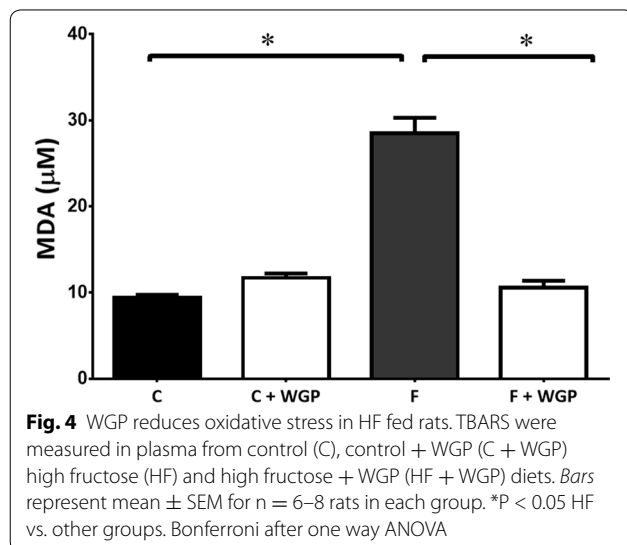 40
*
*
30
MDA (µM)
20
10
0
C
C + WGP
F
F + WGP
Fig. 4 WGP reduces oxidative stress in HF fed rats. TBARS were
measured in plasma from control (C), control + WGP (C + WGP)
high fructose (HF) and high fructose + WGP (HF + WGP) diets. Bars
represent mean ± SEM for n = 6–8 rats in each group. *P < 0.05 HF
vs. other groups. Bonferroni after one way ANOVA